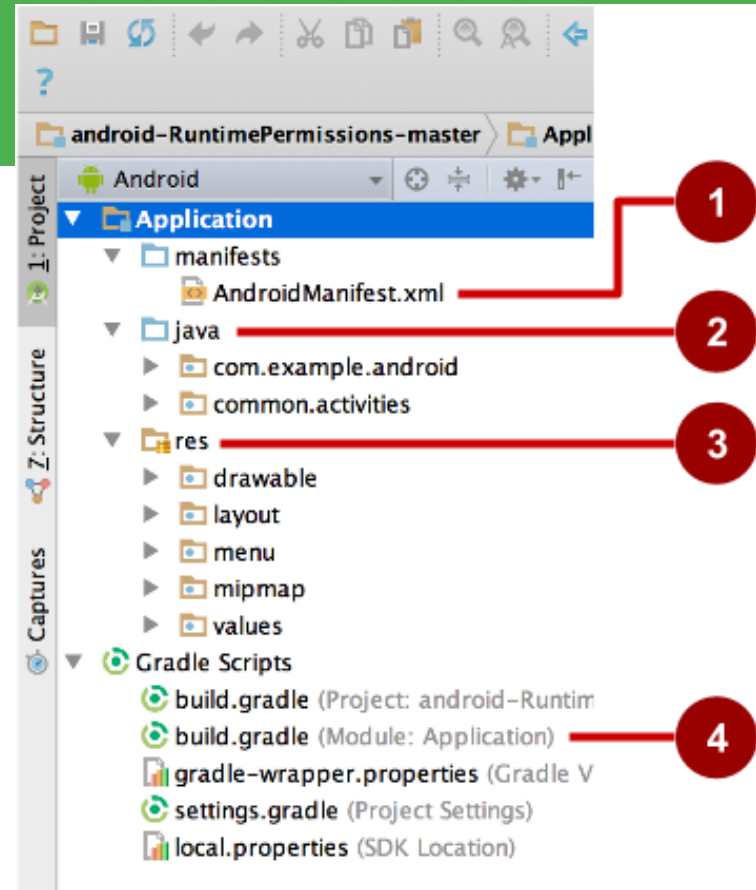 ?
android-RuntimePermissions-master Appl
Android
1: Project
Application
manifests
AndroidManifest.xml
1
java
2
com.example.android
common.activities
Z: Structure
res
3
drawable
layout
menu
mipmap
values
Captures
Gradle Scripts
build.gradle (Project: android-Runtim
build.gradle (Module: Application)
4
gradle-wrapper.properties (Gradle V
settings.gradle (Project Settings)
local.properties (SDK Location)